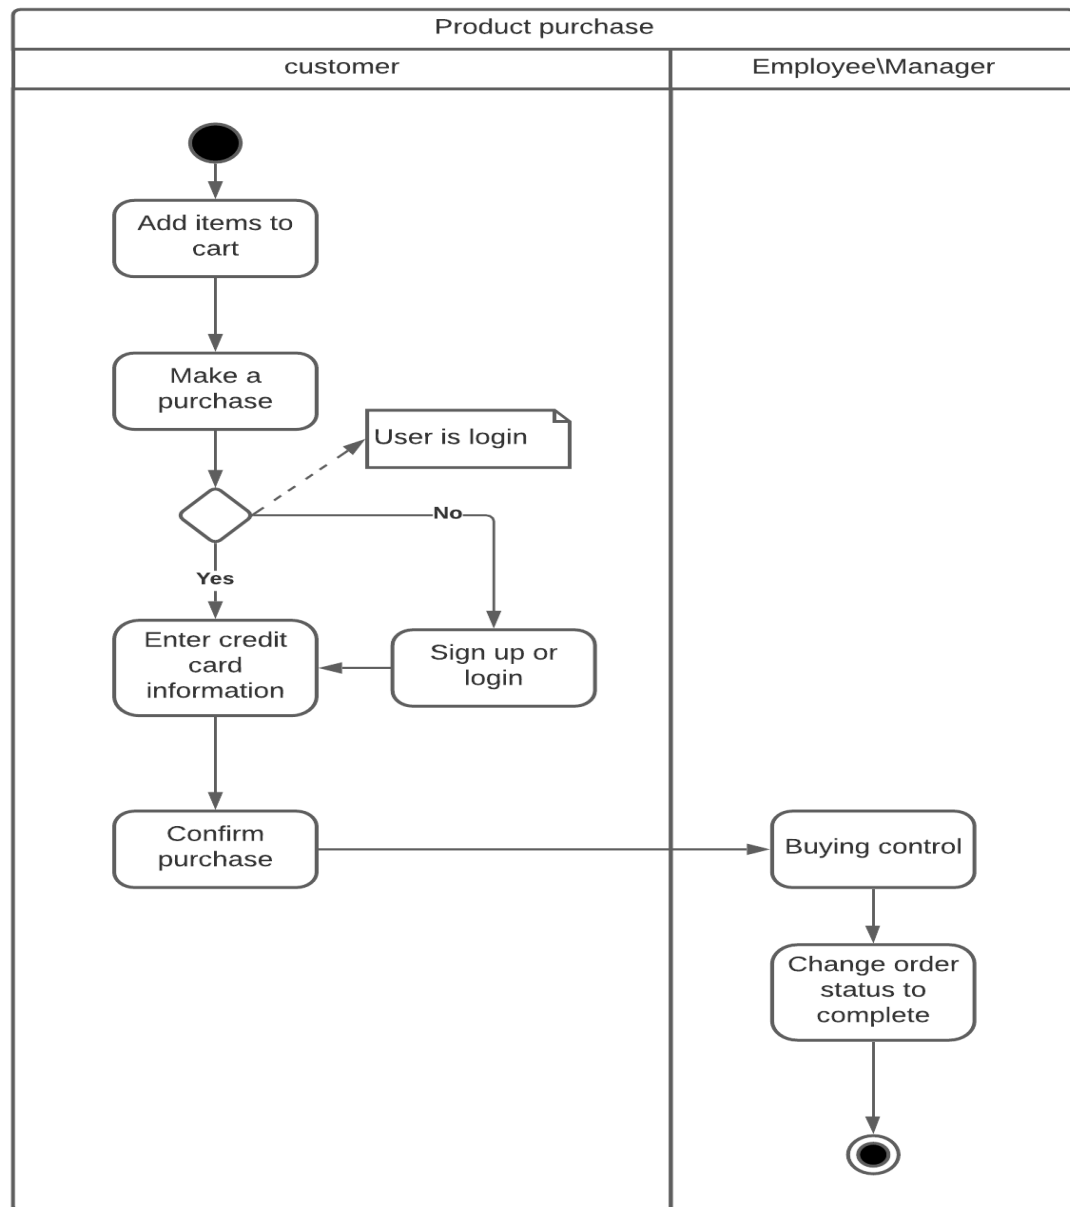 Product purchase
customer
Employee\Manager
Add items to
cart
Make a
purchase
User is login
No
Yes
Enter credit
card
information
Sign up or
login
Confirm
purchase
Buying control
Change order
status to
complete